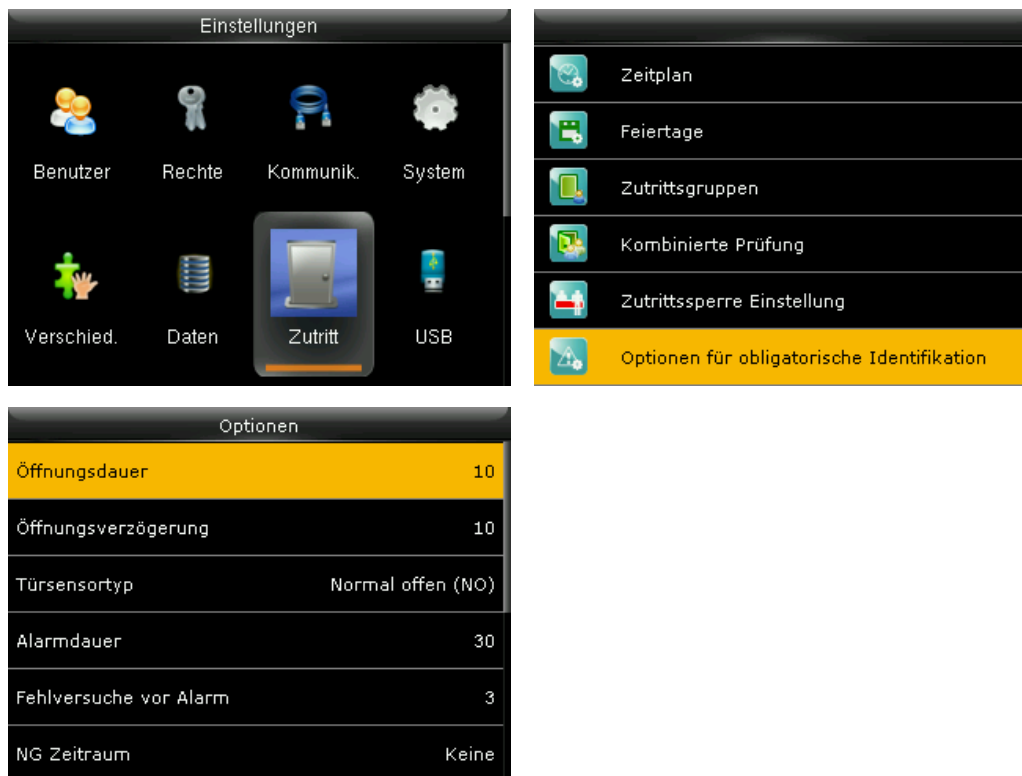 Einstellungen
Benutzer Rechte Kommunik. System
Verschied. Daten Zutritt USB
Zeitplan
Feiertage
Zutrittsgruppen
Kombinierte Prüfung
Zutrittssperre Einstellung
Optionen für obligatorische Identifikation
Optionen
Öffnungsdauer 10
Öffnungsverzögerung 10
Türsensortyp Normal offen (NO)
Alarmdauer 30
Fehlversuche vor Alarm 3
NG Zeitraum Keine